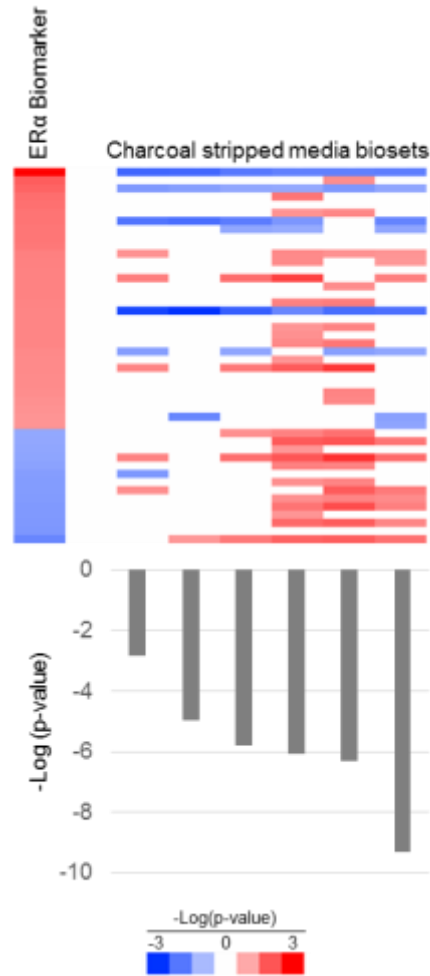 ERα Biomarker
Charcoal stripped media biosets
0
-2
-4
-6
-8
-10
-Log (p-value)
-Log(p-value)
-3 0 3